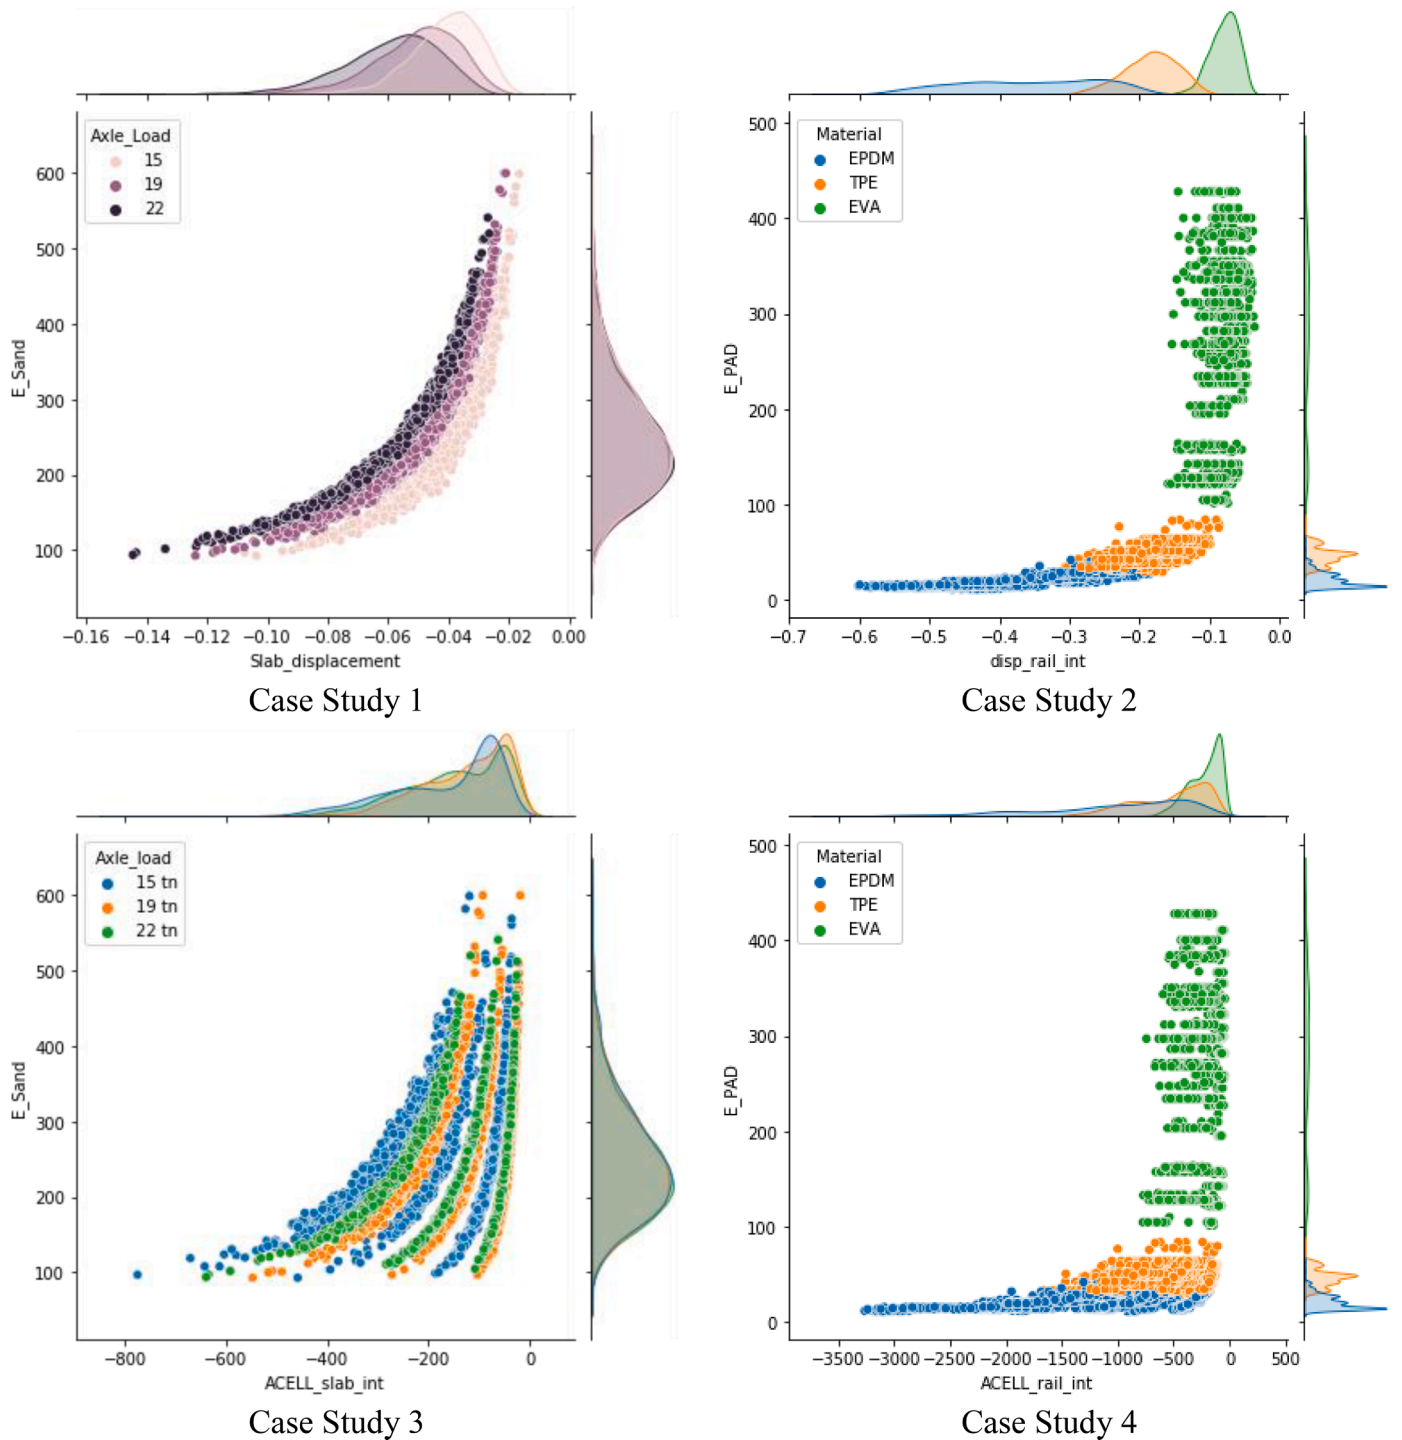 Axle_Load
15
19
22
600
500
400
300
200
100
E_Sand
−0.16 −0.14 −0.12 −0.10 −0.08 −0.06 −0.04 −0.02 0.00
Slab_displacement
Case Study 1
Material
EPDM
TPE
EVA
500
400
300
200
100
0
E_PAD
−0.7 −0.6 −0.5 −0.4 −0.3 −0.2 −0.1 0.0
disp_rail_int
Case Study 2
Axle_load
15 tn
19 tn
22 tn
600
500
400
300
200
100
E_Sand
−800 −600 −400 −200 0
ACELL_slab_int
Case Study 3
Material
EPDM
TPE
EVA
500
400
300
200
100
0
E_PAD
−3500 −3000 −2500 −2000 −1500 −1000 −500 0 500
ACELL_rail_int
Case Study 4